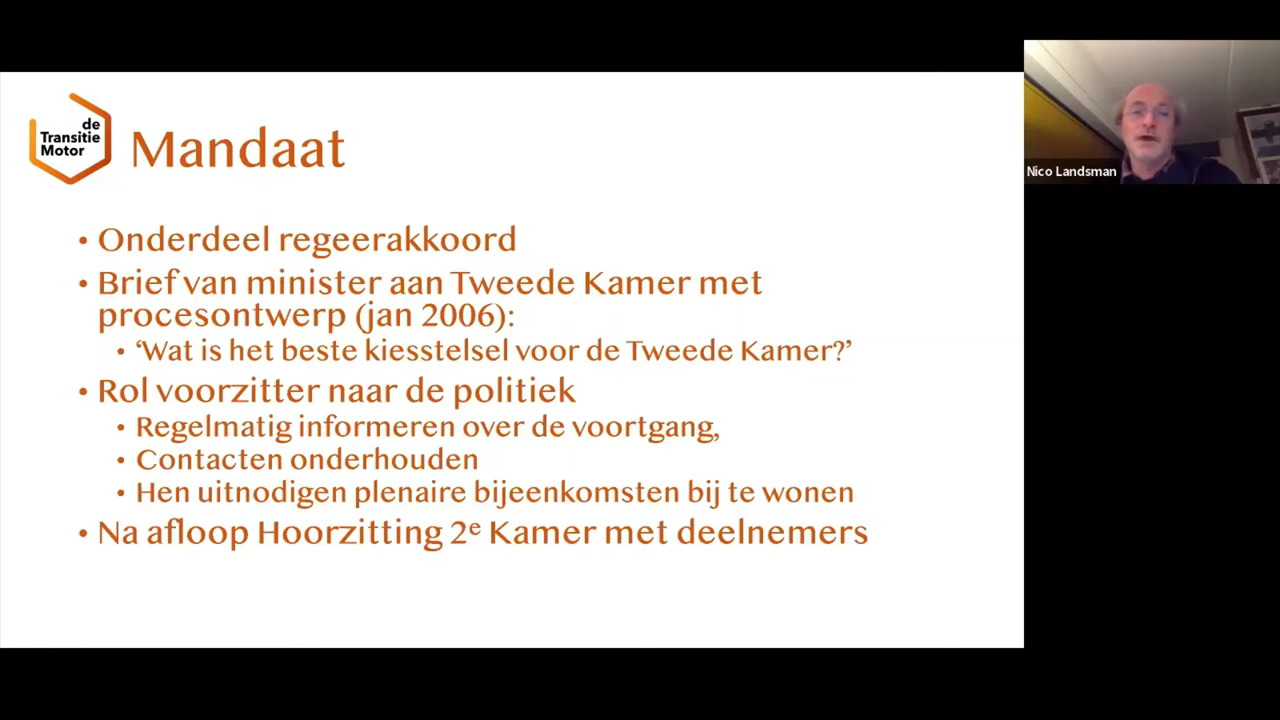 de
Transitie
Motor
Mandaat
• Onderdeel regeerakkoord
• Brief van minister aan Tweede Kamer met
procesontwerp (jan 2006):
• ‘Wat is het beste kiesstelsel voor de Tweede Kamer?’
• Rol voorzitter naar de politiek
• Regelmatig informeren over de voortgang,
• Contacten onderhouden
• Hen uitnodigen plenaire bijeenkomsten bij te wonen
• Na afloop Hoorzitting 2e Kamer met deelnemers
Nico Landsman